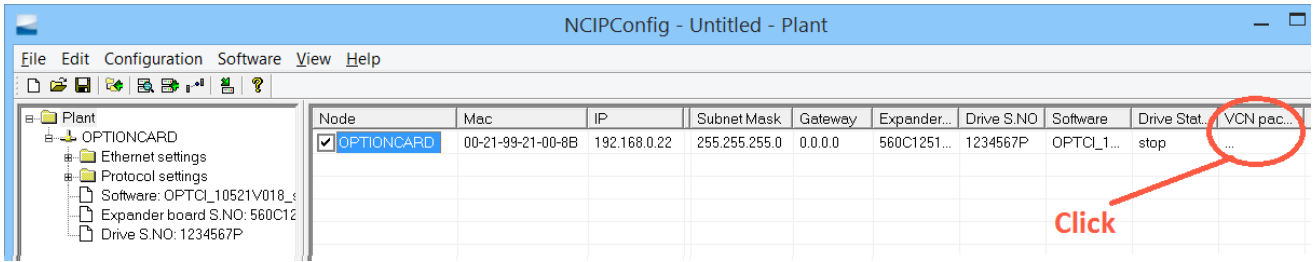 NCIPConfig - Untitled - Plant
File Edit Configuration Software View Help
Plant
OPTIONCARD
Ethernet settings
Protocol settings
Software: OPTCI_10521V018_s
Expander board S.NO: 560C12
Drive S.NO: 1234567P
Node Mac IP Subnet Mask Gateway Expander... Drive S.NO Software Drive Stat... VCN pac...
OPTIONCARD 00-21-99-21-00-8B 192.168.0.22 255.255.255.0 0.0.0.0 560C1251... 1234567P OPTCI_1... stop ...
Click